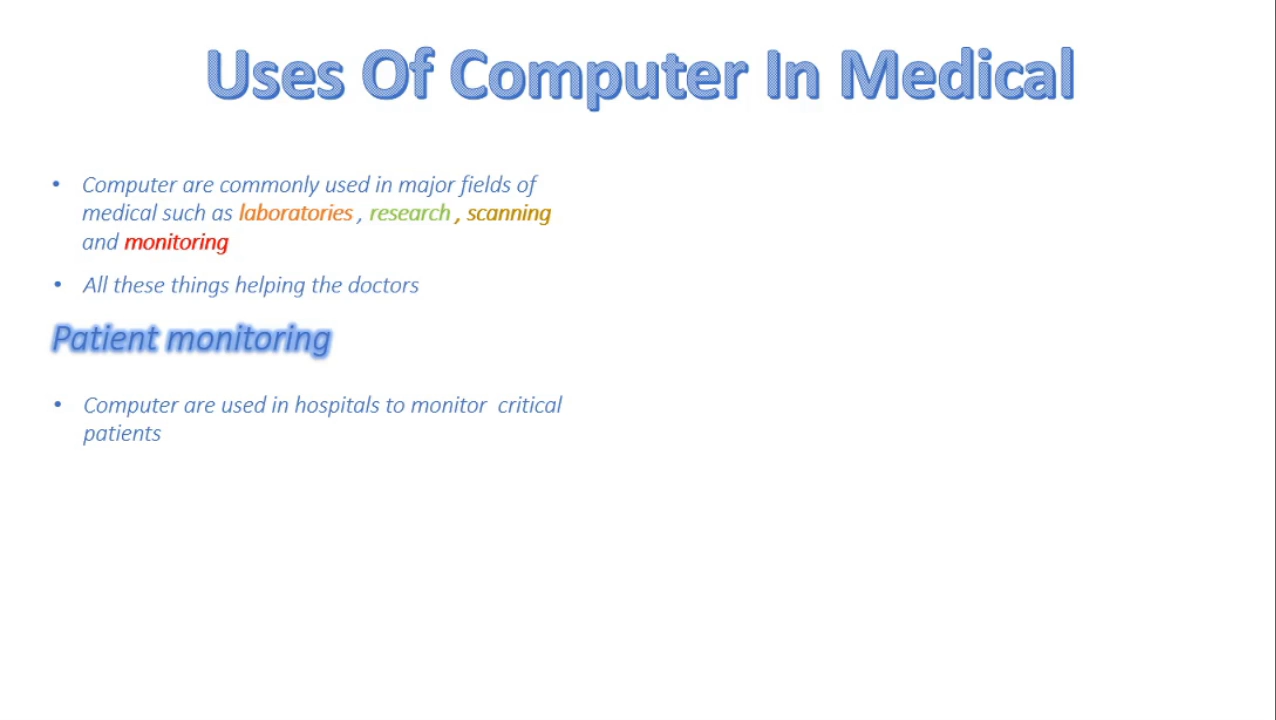 Uses Of Computer In Medical
• Computer are commonly used in major fields of
medical such as laboratories , research , scanning
and monitoring
• All these things helping the doctors
Patient monitoring
• Computer are used in hospitals to monitor  critical
patients